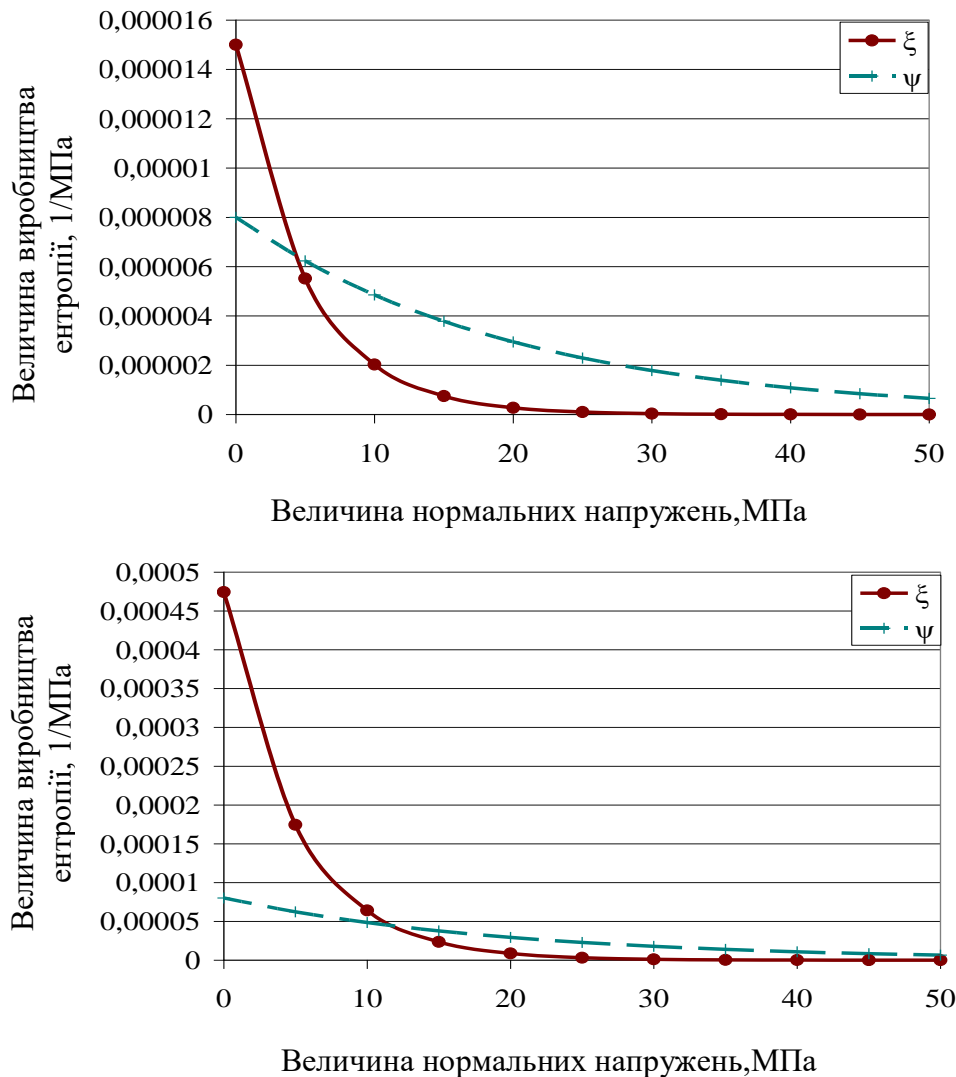 Величина виробництва
ентропії, 1/МПа
0,000016
0,000014
0,000012
0,00001
0,000008
0,000006
0,000004
0,000002
0
ξ
ψ
0 10 20 30 40 50
Величина нормальних напружень,МПа
Величина виробництва
ентропії, 1/МПа
0,0005
0,00045
0,0004
0,00035
0,0003
0,00025
0,0002
0,00015
0,0001
0,00005
0
ξ
ψ
0 10 20 30 40 50
Величина нормальних напружень,МПа